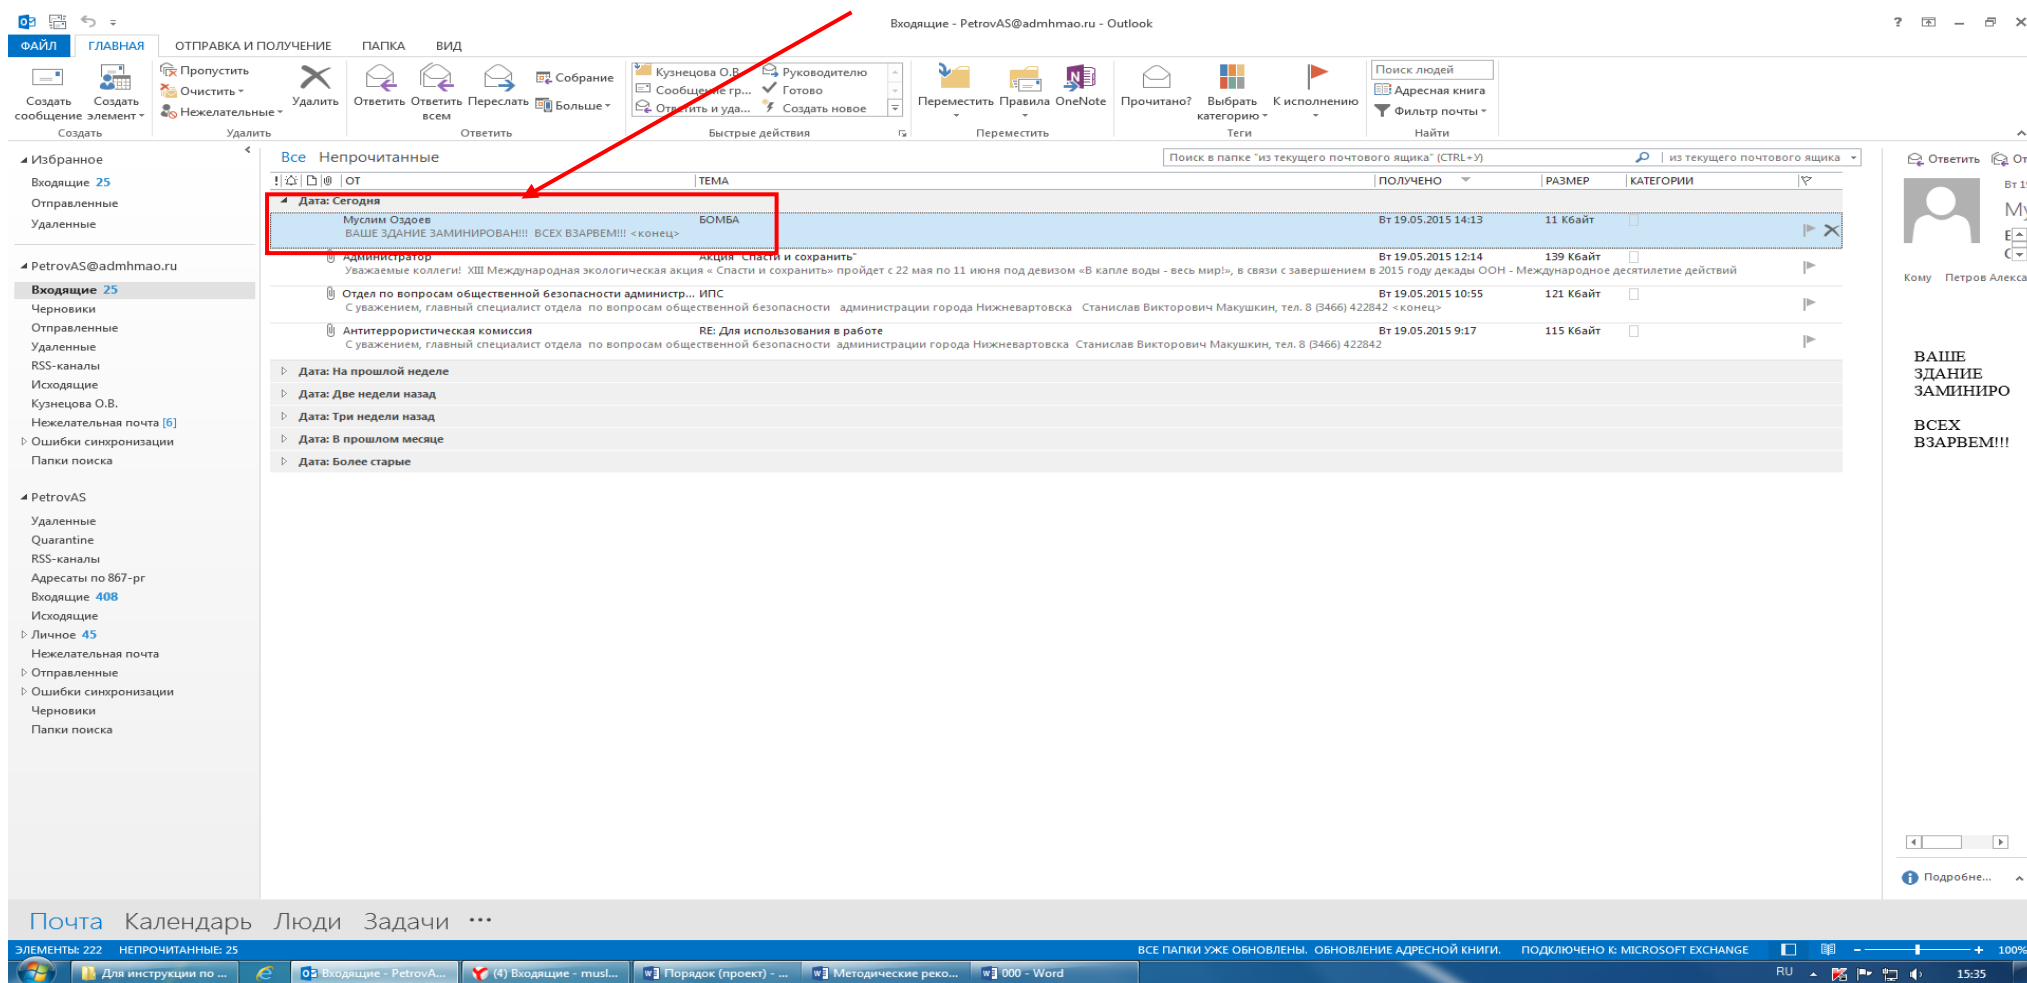 Входящие - PetrovAS@admhmao.ru - Outlook
ФАЙЛ ГЛАВНАЯ ОТПРАВКА И ПОЛУЧЕНИЕ ПАПКА ВИД
Создать сообщение
Создать элемент
Создать
Пропустить
Очистить
Нежелательные
Удалить
Удалить
Ответить
Ответить всем
Переслать
Собрание
Больше
Ответить
Кузнецова О.В.
Сообщение гр...
Ответить и уда...
Руководителю
Готово
Создать новое
Быстрые действия
Переместить
Правила
OneNote
Переместить
Прочитано?
Выбрать категорию
К исполнению
Теги
Поиск людей
Адресная книга
Фильтр почты
Найти
Избранное
Входящие 25
Отправленные
Удаленные
PetrovAS@admhmao.ru
Входящие 25
Черновики
Отправленные
Удаленные
RSS-каналы
Исходящие
Кузнецова О.В.
Нежелательная почта [6]
Ошибки синхронизации
Папки поиска
PetrovAS
Удаленные
Quarantine
RSS-каналы
Адресаты по 867-рг
Входящие 408
Исходящие
Личное 45
Нежелательная почта
Отправленные
Ошибки синхронизации
Черновики
Папки поиска
Все Непрочитанные
Поиск в папке "из текущего почтового ящика" (CTRL+У) из текущего почтового ящика
ОТ ТЕМА ПОЛУЧЕНО РАЗМЕР КАТЕГОРИИ
Дата: Сегодня
Муслим Оздоев БОМБА Вт 19.05.2015 14:13 11 Кбайт
ВАШЕ ЗДАНИЕ ЗАМИНИРОВАН!!! ВСЕХ ВЗАРВЕМ!!! <конец>
Администратор Акция "Спасти и сохранить" Вт 19.05.2015 12:14 139 Кбайт
Уважаемые коллеги! XIII Международная экологическая акция « Спасти и сохранить» пройдет с 22 мая по 11 июня под девизом «В капле воды - весь мир!», в связи с завершением в 2015 году декады ООН - Международное десятилетие действий
Отдел по вопросам общественной безопасности администр... ИПС Вт 19.05.2015 10:55 121 Кбайт
С уважением, главный специалист отдела по вопросам общественной безопасности администрации города Нижневартовска Станислав Викторович Макушкин, тел. 8 (3466) 422842 <конец>
Антитеррористическая комиссия RE: Для использования в работе Вт 19.05.2015 9:17 115 Кбайт
С уважением, главный специалист отдела по вопросам общественной безопасности администрации города Нижневартовска Станислав Викторович Макушкин, тел. 8 (3466) 422842
Дата: На прошлой неделе
Дата: Две недели назад
Дата: Три недели назад
Дата: В прошлом месяце
Дата: Более старые
Ответить От
Вт 1
Му
Кому Петров Алекса
ВАШЕ
ЗДАНИЕ
ЗАМИНИРО
ВСЕХ
ВЗАРВЕМ!!!
Подробне...
Почта Календарь Люди Задачи ...
ЭЛЕМЕНТЫ: 222 НЕПРОЧИТАННЫЕ: 25 ВСЕ ПАПКИ УЖЕ ОБНОВЛЕНЫ. ОБНОВЛЕНИЕ АДРЕСНОЙ КНИГИ. ПОДКЛЮЧЕНО К: MICROSOFT EXCHANGE 100%
Для инструкции по ... Входящие - PetrovA... (4) Входящие - musl... Порядок (проект) - ... Методические реко... 000 - Word RU 15:35